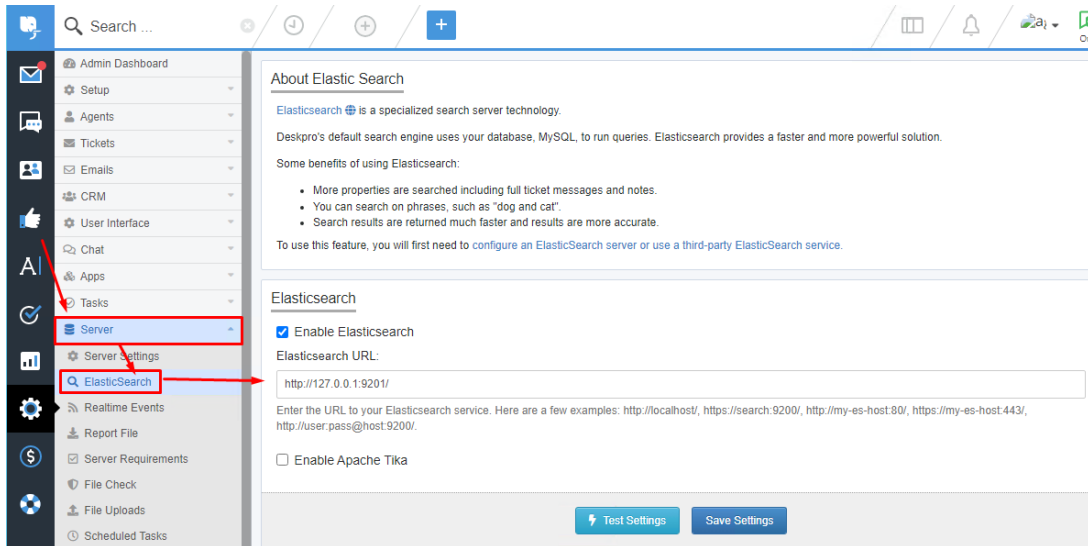 Search ...
Admin Dashboard
Setup
Agents
Tickets
Emails
CRM
User Interface
Chat
Apps
Tasks
Server
Server Settings
ElasticSearch
Realtime Events
Report File
Server Requirements
File Check
File Uploads
Scheduled Tasks
AI
About Elastic Search
Elasticsearch is a specialized search server technology.
Deskpro's default search engine uses your database, MySQL, to run queries. Elasticsearch provides a faster and more powerful solution.
Some benefits of using Elasticsearch:
• More properties are searched including full ticket messages and notes.
• You can search on phrases, such as "dog and cat".
• Search results are returned much faster and results are more accurate.
To use this feature, you will first need to configure an ElasticSearch server or use a third-party ElasticSearch service.
Elasticsearch
Enable Elasticsearch
Elasticsearch URL:
http://127.0.0.1:9201/
Enter the URL to your Elasticsearch service. Here are a few examples: http://localhost/, https://search:9200/, http://my-es-host:80/, https://my-es-host:443/,
http://user:pass@host:9200/.
Enable Apache Tika
Test Settings
Save Settings